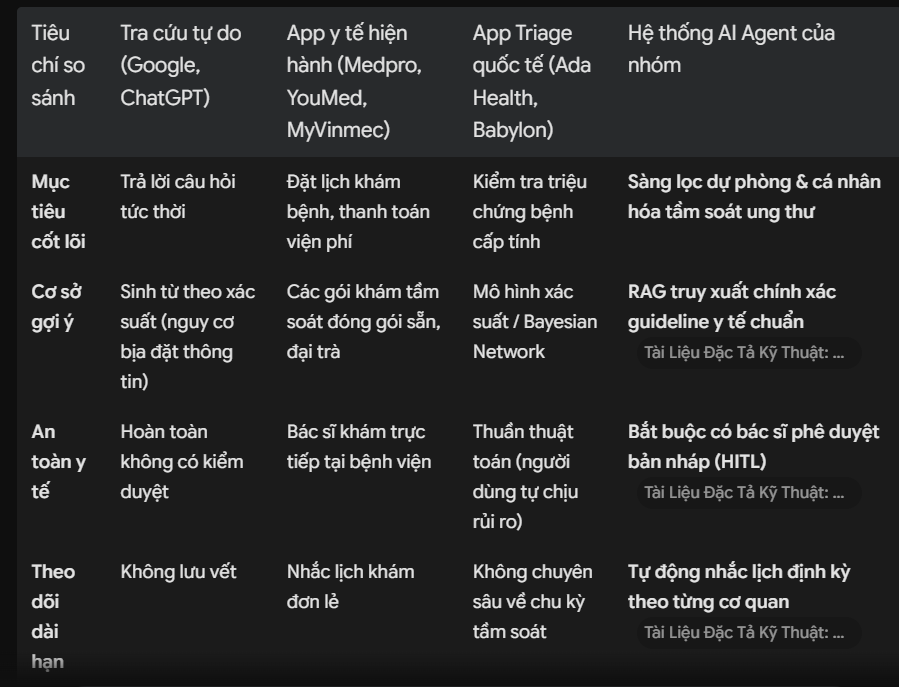 Tiêu chí so sánh
Tra cứu tự do (Google, ChatGPT)
App y tế hiện hành (Medpro, YouMed, MyVinmec)
App Triage quốc tế (Ada Health, Babylon)
Hệ thống AI Agent của nhóm
Mục tiêu cốt lõi
Trả lời câu hỏi tức thời
Đặt lịch khám bệnh, thanh toán viện phí
Kiểm tra triệu chứng bệnh cấp tính
Sàng lọc dự phòng & cá nhân hóa tầm soát ung thư
Cơ sở gợi ý
Sinh từ theo xác suất (nguy cơ bịa đặt thông tin)
Các gói khám tầm soát đóng gói sẵn, đại trà
Mô hình xác suất / Bayesian Network
RAG truy xuất chính xác guideline y tế chuẩn
Tài Liệu Đặc Tả Kỹ Thuật: ...
An toàn y tế
Hoàn toàn không có kiểm duyệt
Bác sĩ khám trực tiếp tại bệnh viện
Thuần thuật toán (người dùng tự chịu rủi ro)
Bắt buộc có bác sĩ phê duyệt bản nháp (HITL)
Tài Liệu Đặc Tả Kỹ Thuật: ...
Theo dõi dài hạn
Không lưu vết
Nhắc lịch khám đơn lẻ
Không chuyên sâu về chu kỳ tầm soát
Tự động nhắc lịch định kỳ theo từng cơ quan
Tài Liệu Đặc Tả Kỹ Thuật: ...